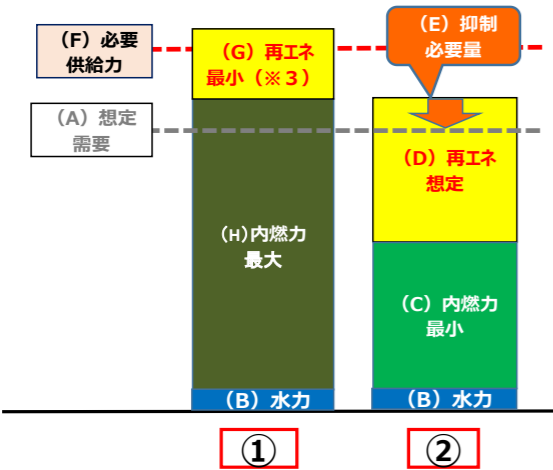 (F)必要
供給力
(G)再エネ
最小(※3)
(E)抑制
必要量
(A)想定
需要
(D)再エネ
想定
(H)内燃力
最大
(C)内燃力
最小
(B)水力
(B)水力
①
②